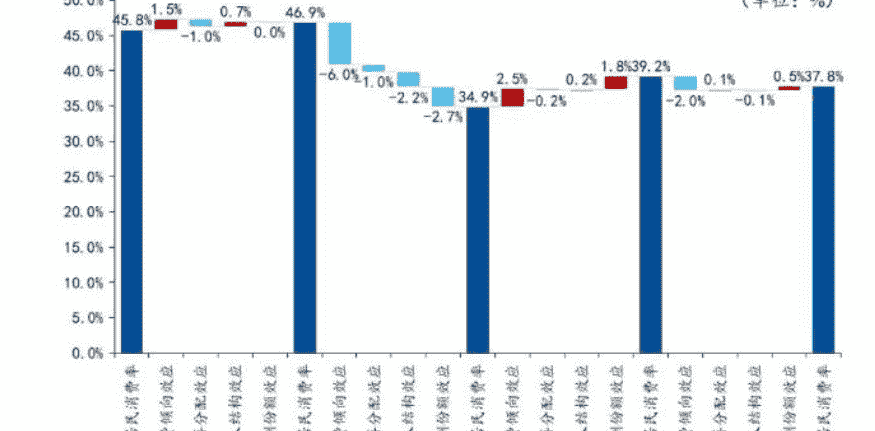 50.0%
（单位：%）
45.8% 1.5% -1.0% 0.7% 0.0% 46.9% -6.0% -1.0% -2.2% -2.7% 34.9% 2.5% -0.2% 0.2% 1.8% 39.2% -2.0% 0.1% -0.1% 0.5% 37.8%
45.0%
40.0%
35.0%
30.0%
25.0%
20.0%
15.0%
10.0%
5.0%
0.0%
居民消费率
倾向效应
分配效应
结构效应
份额效应
居民消费率
倾向效应
分配效应
结构效应
份额效应
居民消费率
倾向效应
分配效应
结构效应
份额效应
居民消费率
倾向效应
分配效应
结构效应
份额效应
居民消费率